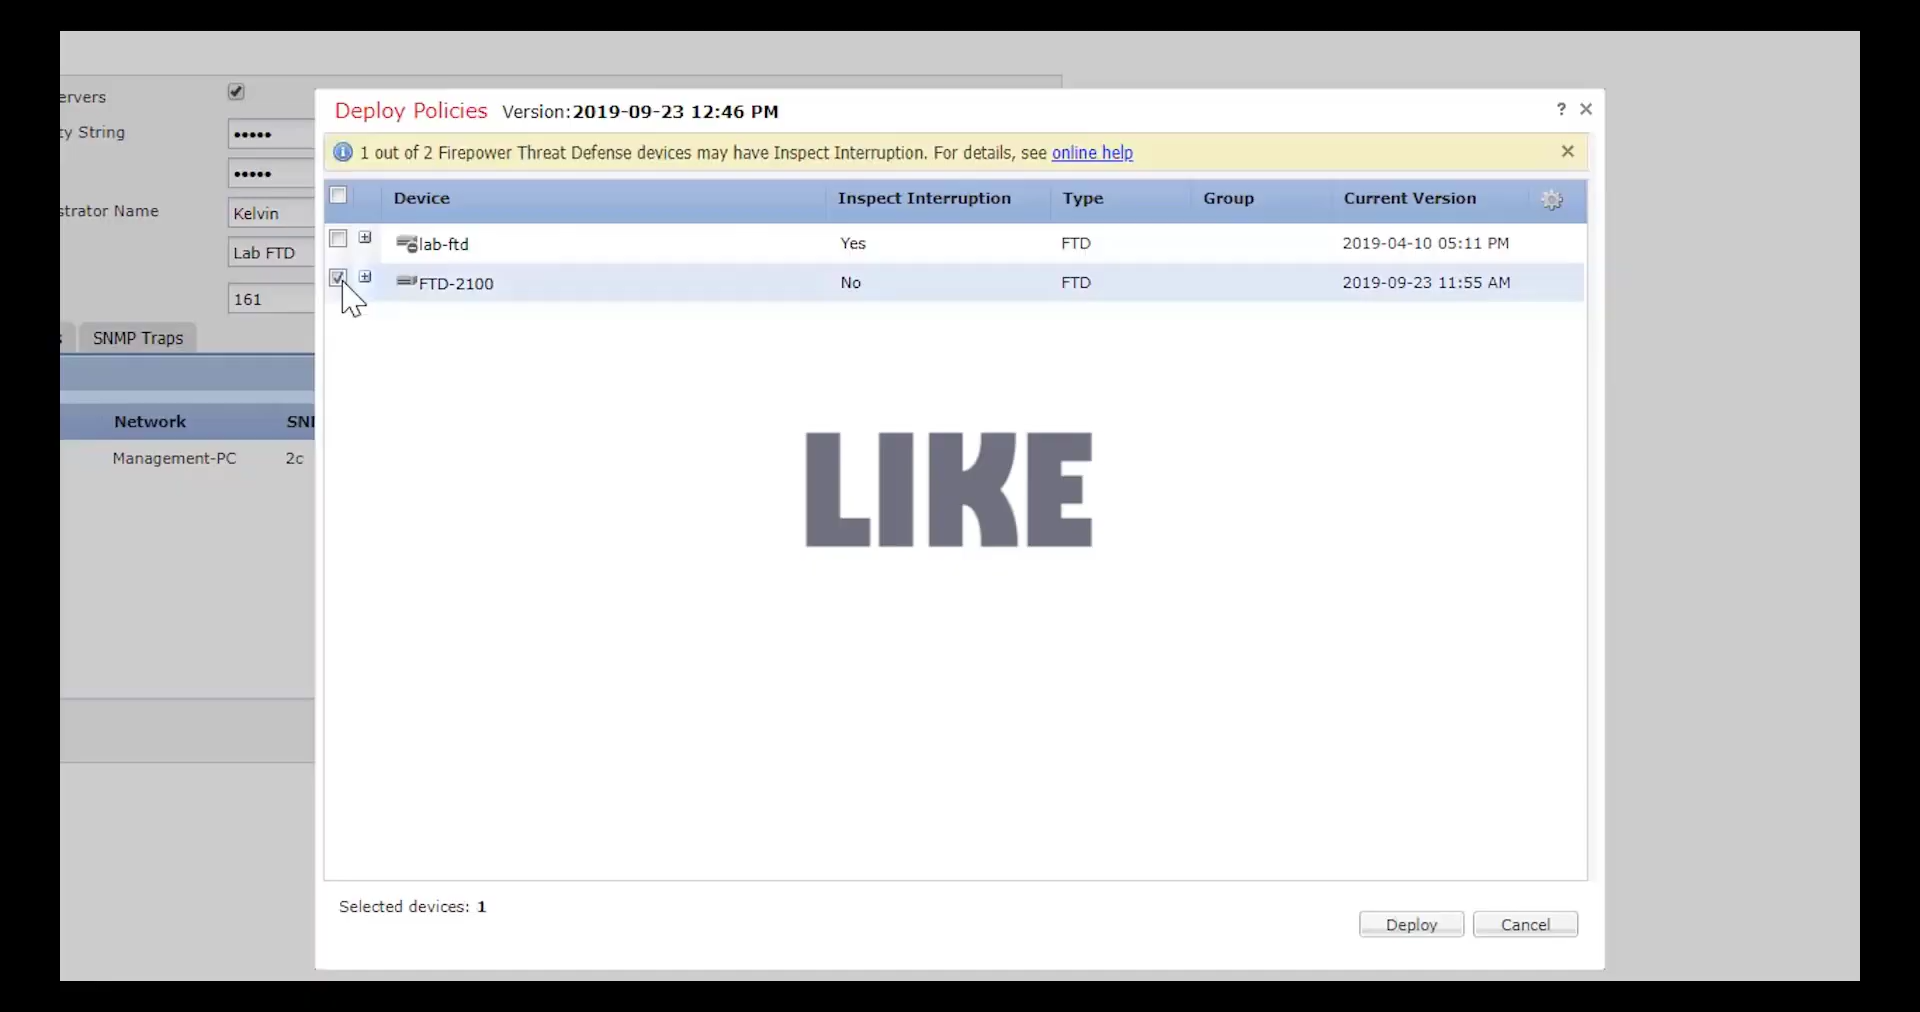 ervers
ty String
•••••
•••••
strator Name
Kelvin
Lab FTD
161
SNMP Traps
Network SNI
Management-PC 2c
Deploy Policies Version:2019-09-23 12:46 PM ?
1 out of 2 Firepower Threat Defense devices may have Inspect Interruption. For details, see online help
Device Inspect Interruption Type Group Current Version
lab-ftd Yes FTD 2019-04-10 05:11 PM
FTD-2100 No FTD 2019-09-23 11:55 AM
LIKE
Selected devices: 1
Deploy Cancel